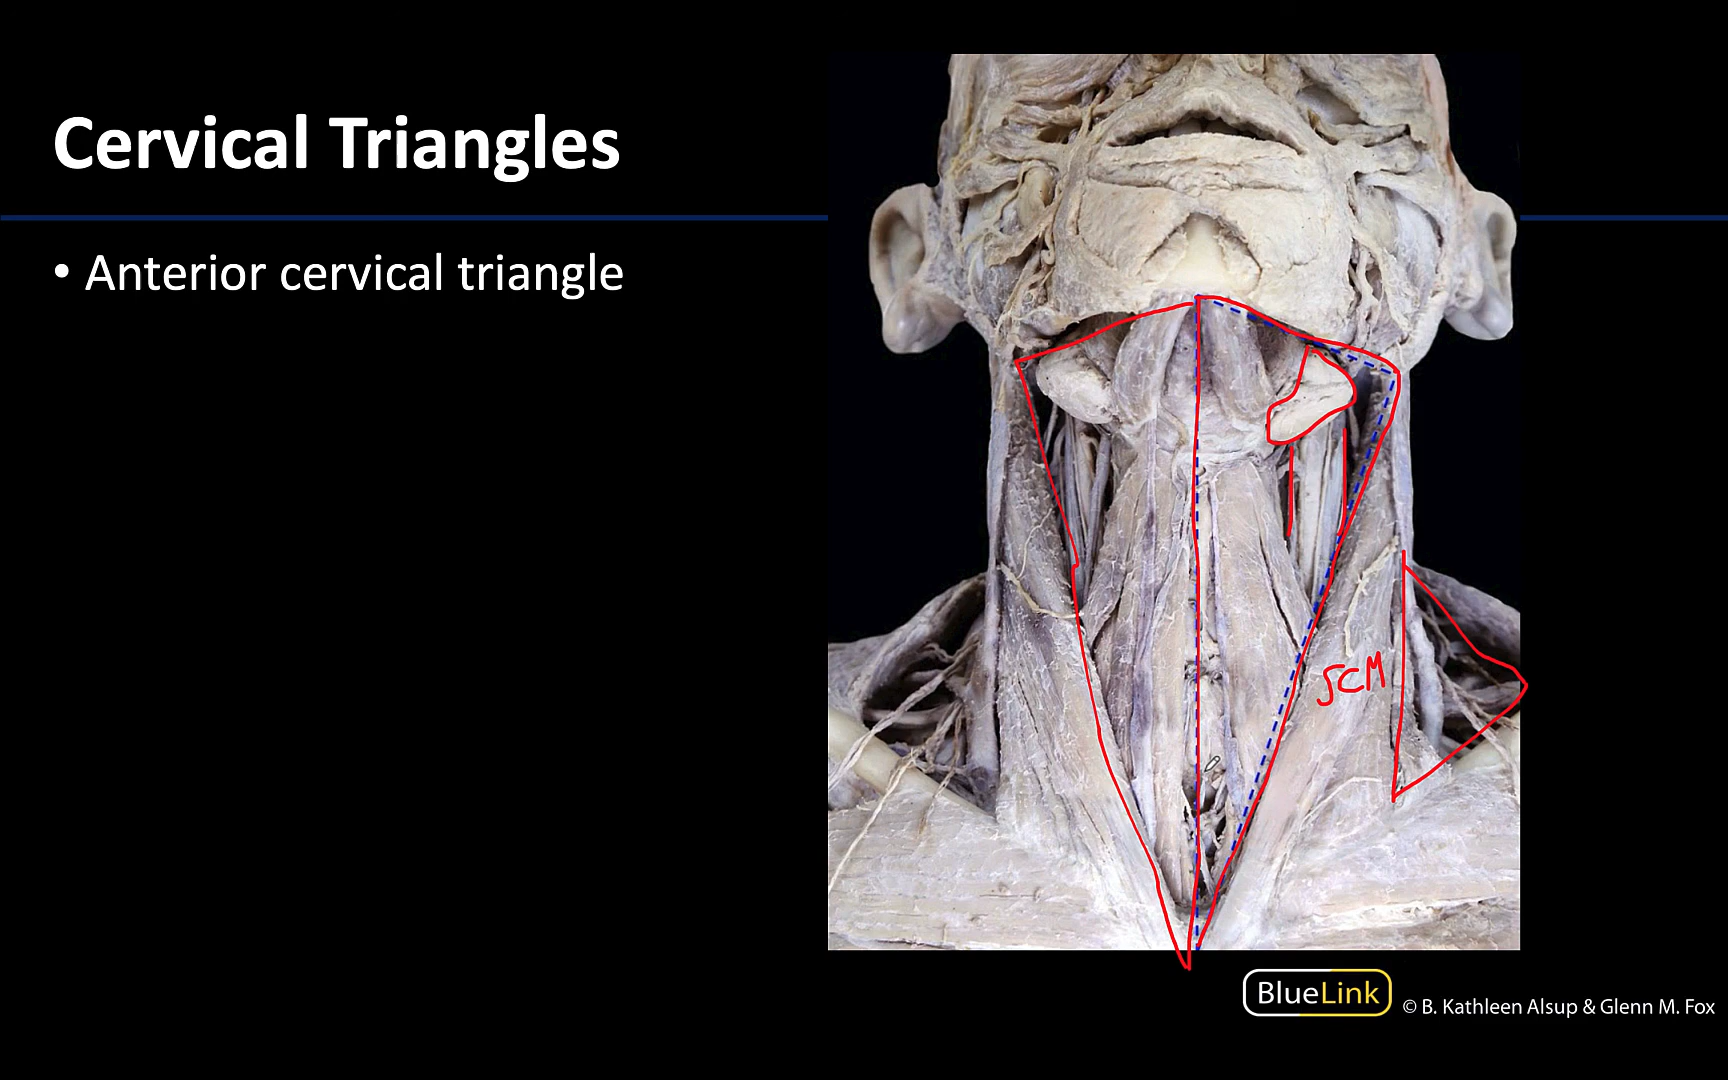 Cervical Triangles
• Anterior cervical triangle
SCM
BlueLink
© B. Kathleen Alsup & Glenn M. Fox